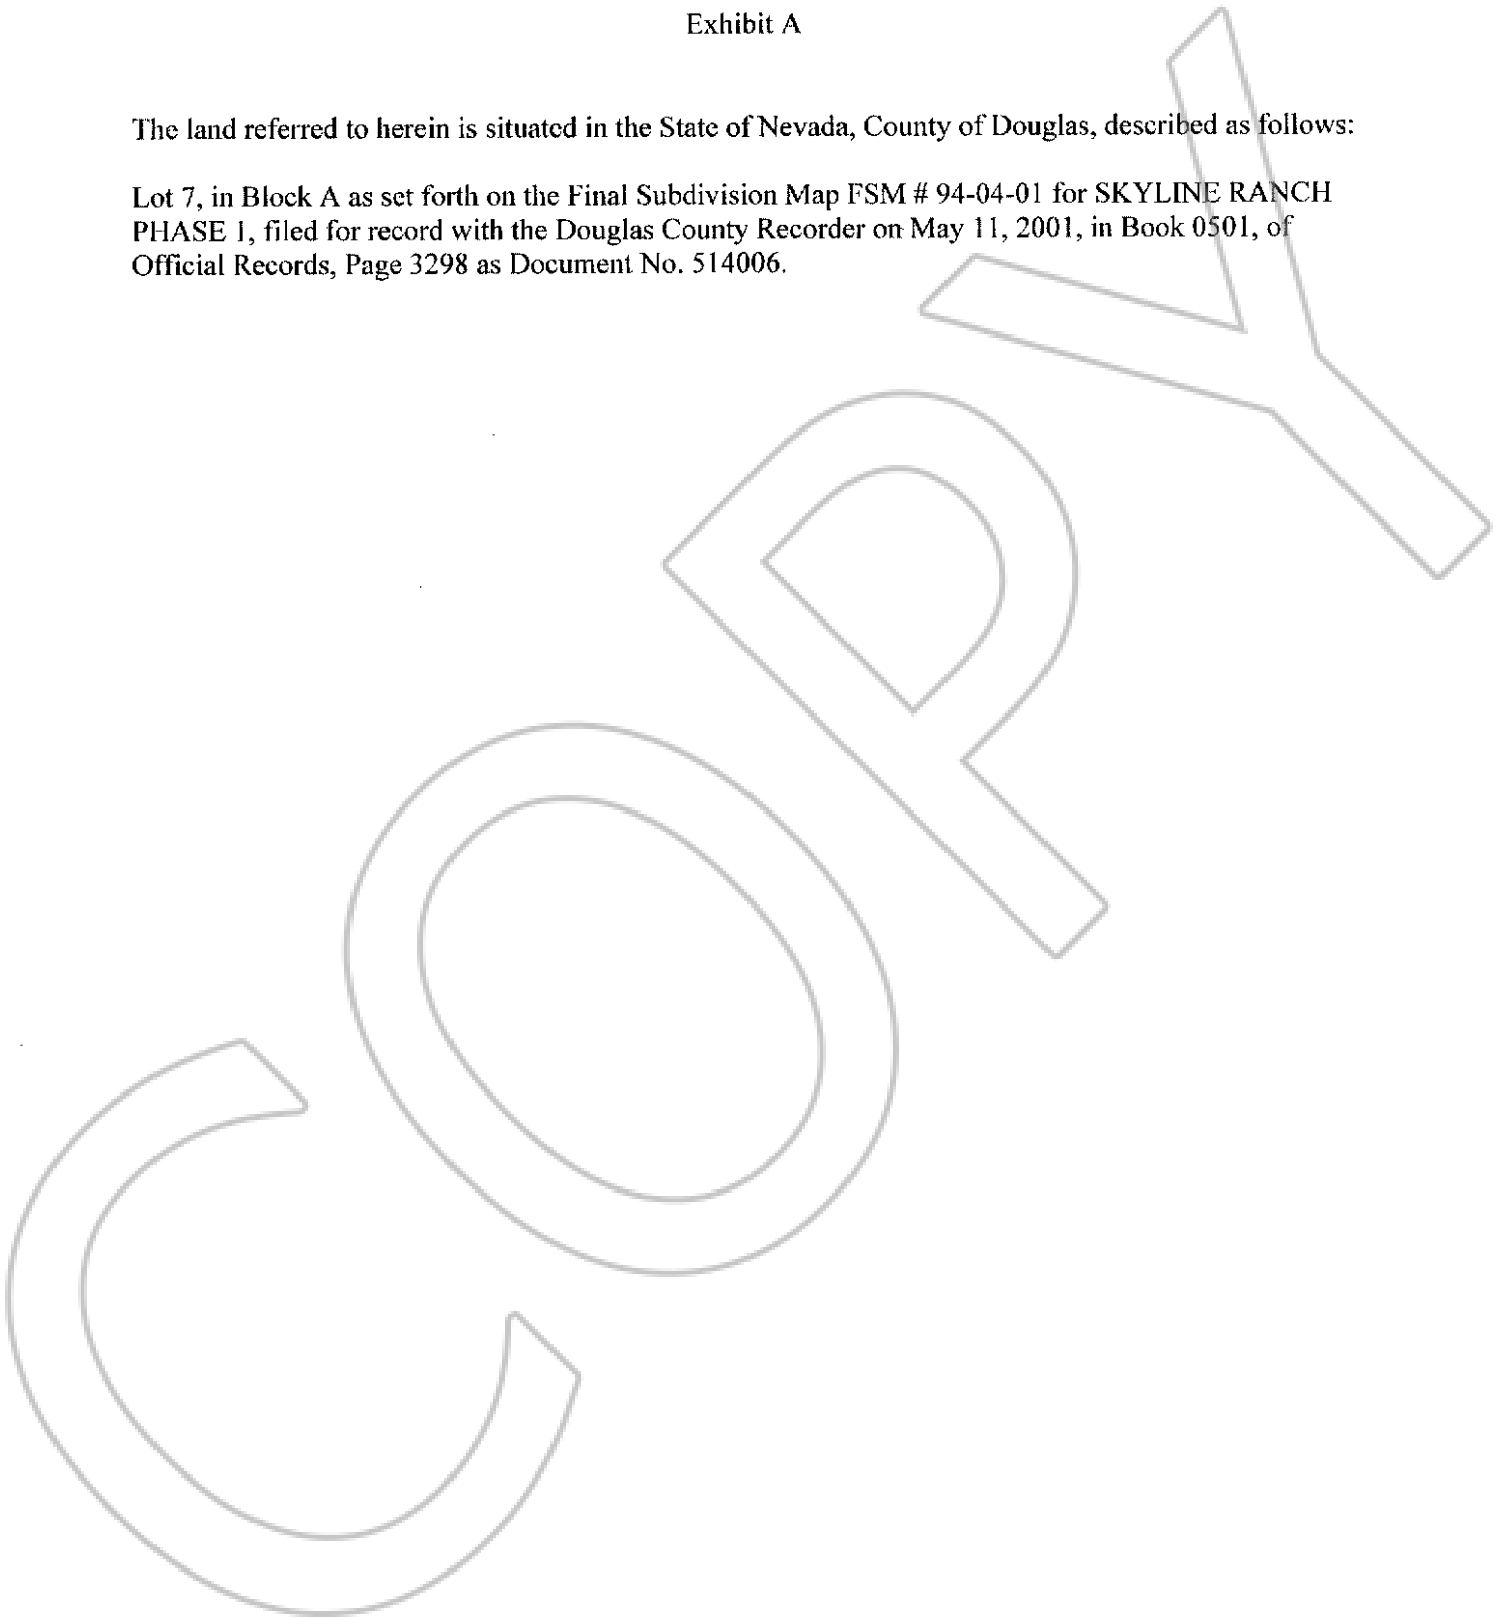 Exhibit A
The land referred to herein is situated in the State of Nevada, County of Douglas, described as follows:
Lot 7, in Block A as set forth on the Final Subdivision Map FSM # 94-04-01 for SKYLINE RANCH
PHASE 1, filed for record with the Douglas County Recorder on May 11, 2001, in Book 0501, of
Official Records, Page 3298 as Document No. 514006.
COPY